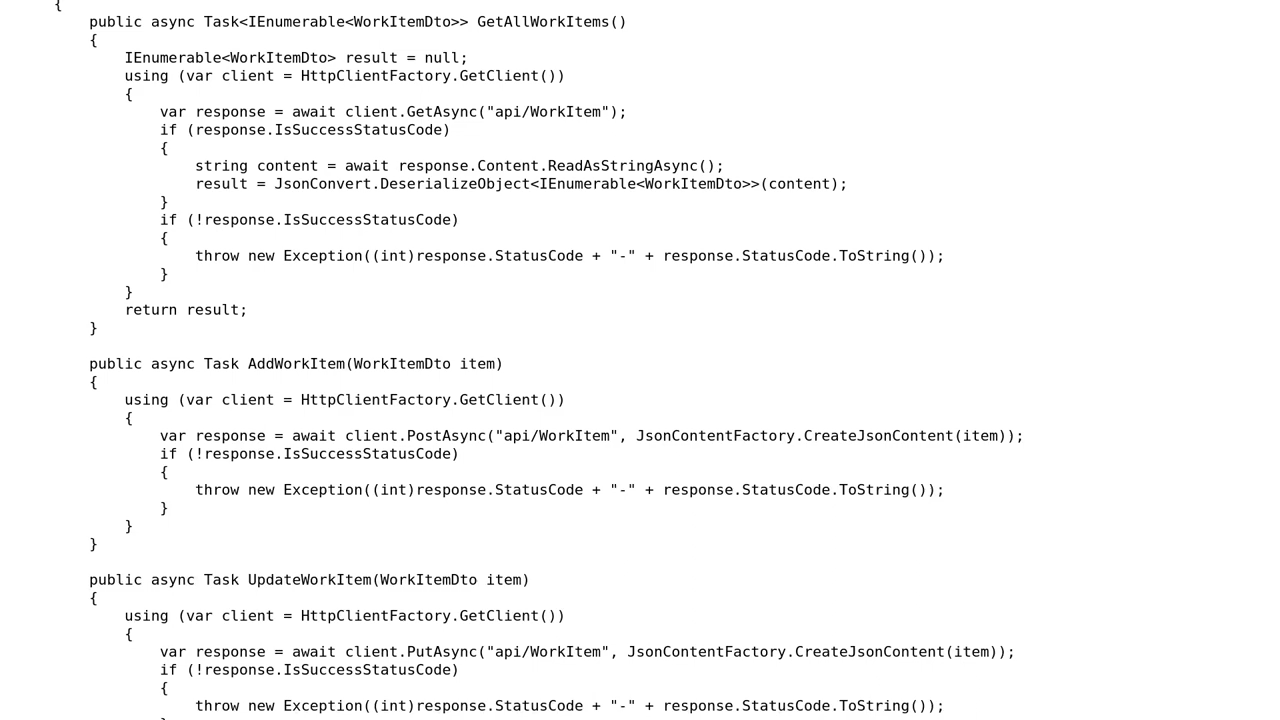 {
    public async Task<IEnumerable<WorkItemDto>> GetAllWorkItems()
    {
        IEnumerable<WorkItemDto> result = null;
        using (var client = HttpClientFactory.GetClient())
        {
            var response = await client.GetAsync("api/WorkItem");
            if (response.IsSuccessStatusCode)
            {
                string content = await response.Content.ReadAsStringAsync();
                result = JsonConvert.DeserializeObject<IEnumerable<WorkItemDto>>(content);
            }
            if (!response.IsSuccessStatusCode)
            {
                throw new Exception((int)response.StatusCode + "-" + response.StatusCode.ToString());
            }
        }
        return result;
    }

    public async Task AddWorkItem(WorkItemDto item)
    {
        using (var client = HttpClientFactory.GetClient())
        {
            var response = await client.PostAsync("api/WorkItem", JsonContentFactory.CreateJsonContent(item));
            if (!response.IsSuccessStatusCode)
            {
                throw new Exception((int)response.StatusCode + "-" + response.StatusCode.ToString());
            }
        }
    }

    public async Task UpdateWorkItem(WorkItemDto item)
    {
        using (var client = HttpClientFactory.GetClient())
        {
            var response = await client.PutAsync("api/WorkItem", JsonContentFactory.CreateJsonContent(item));
            if (!response.IsSuccessStatusCode)
            {
                throw new Exception((int)response.StatusCode + "-" + response.StatusCode.ToString());
            }